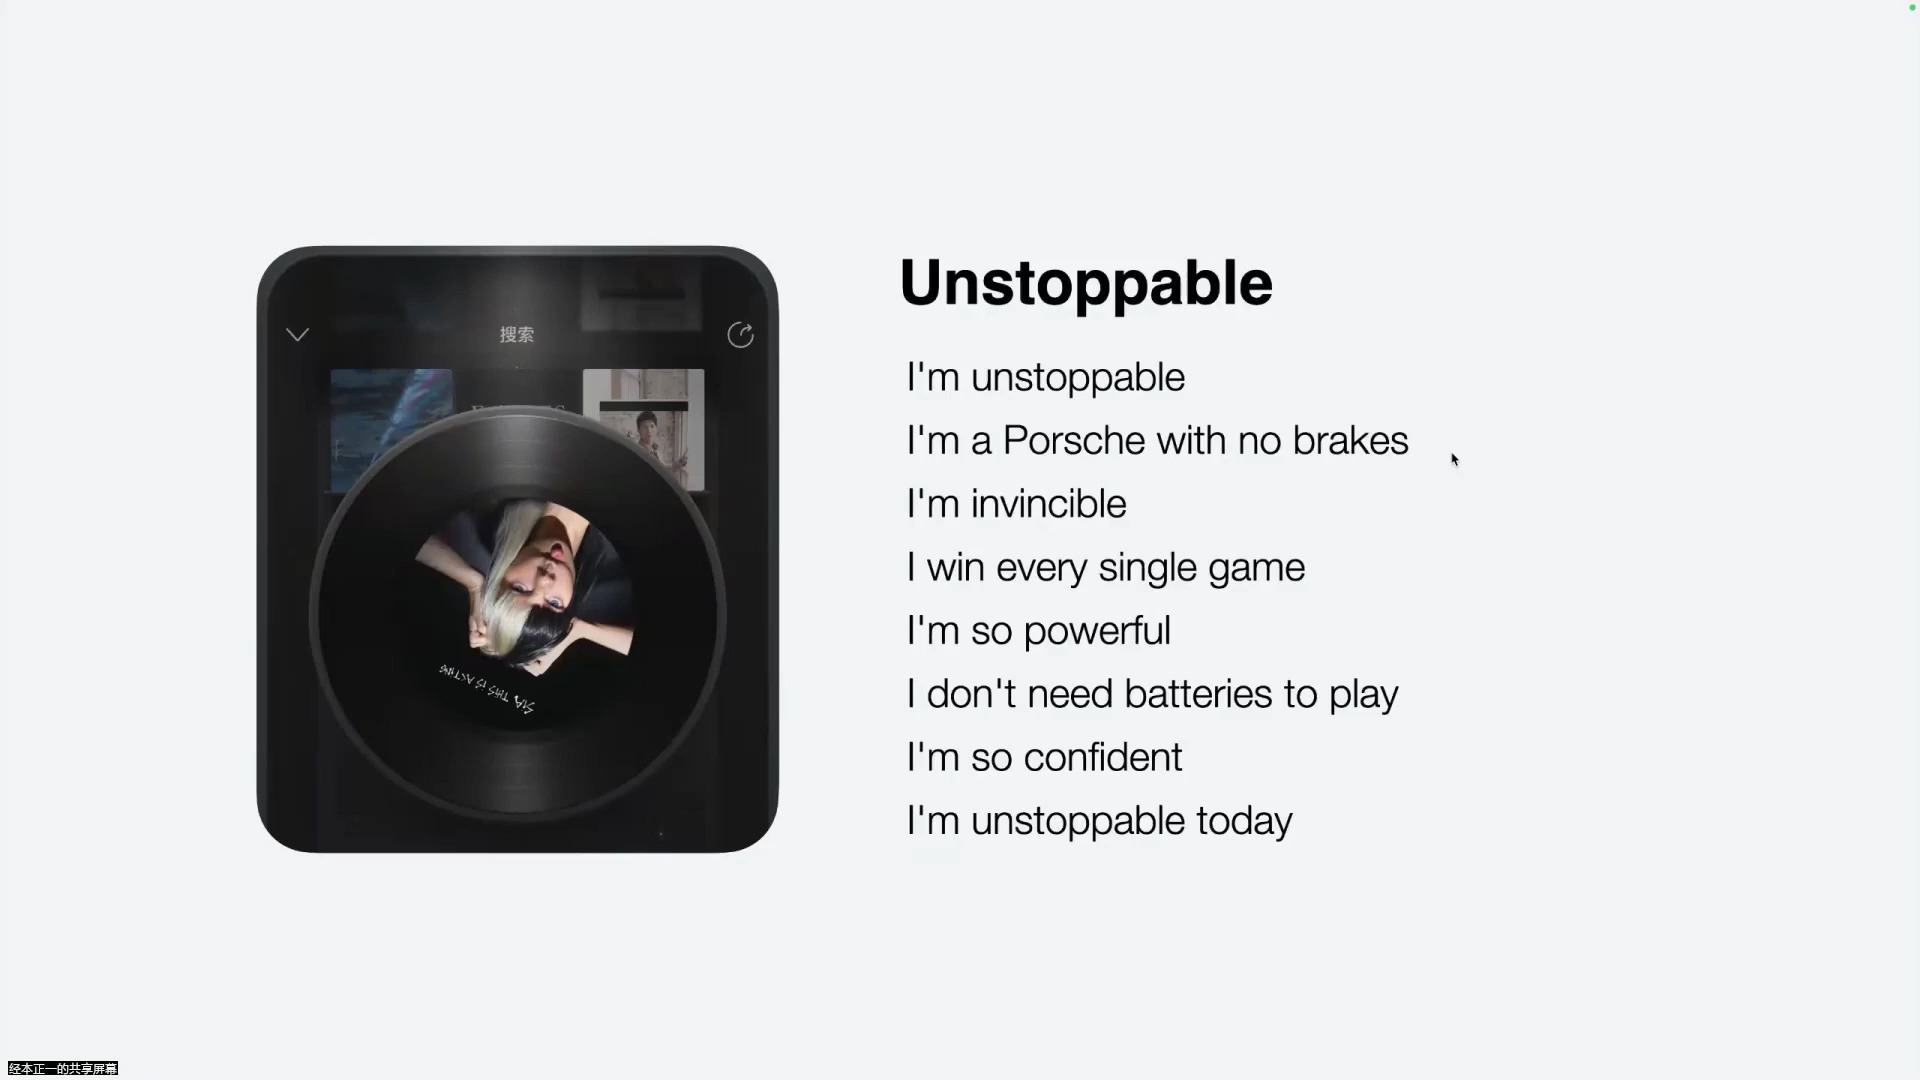 搜索
SIA THIS IS ACTING
Unstoppable
I'm unstoppable
I'm a Porsche with no brakes
I'm invincible
I win every single game
I'm so powerful
I don't need batteries to play
I'm so confident
I'm unstoppable today
经本正一的共享屏幕